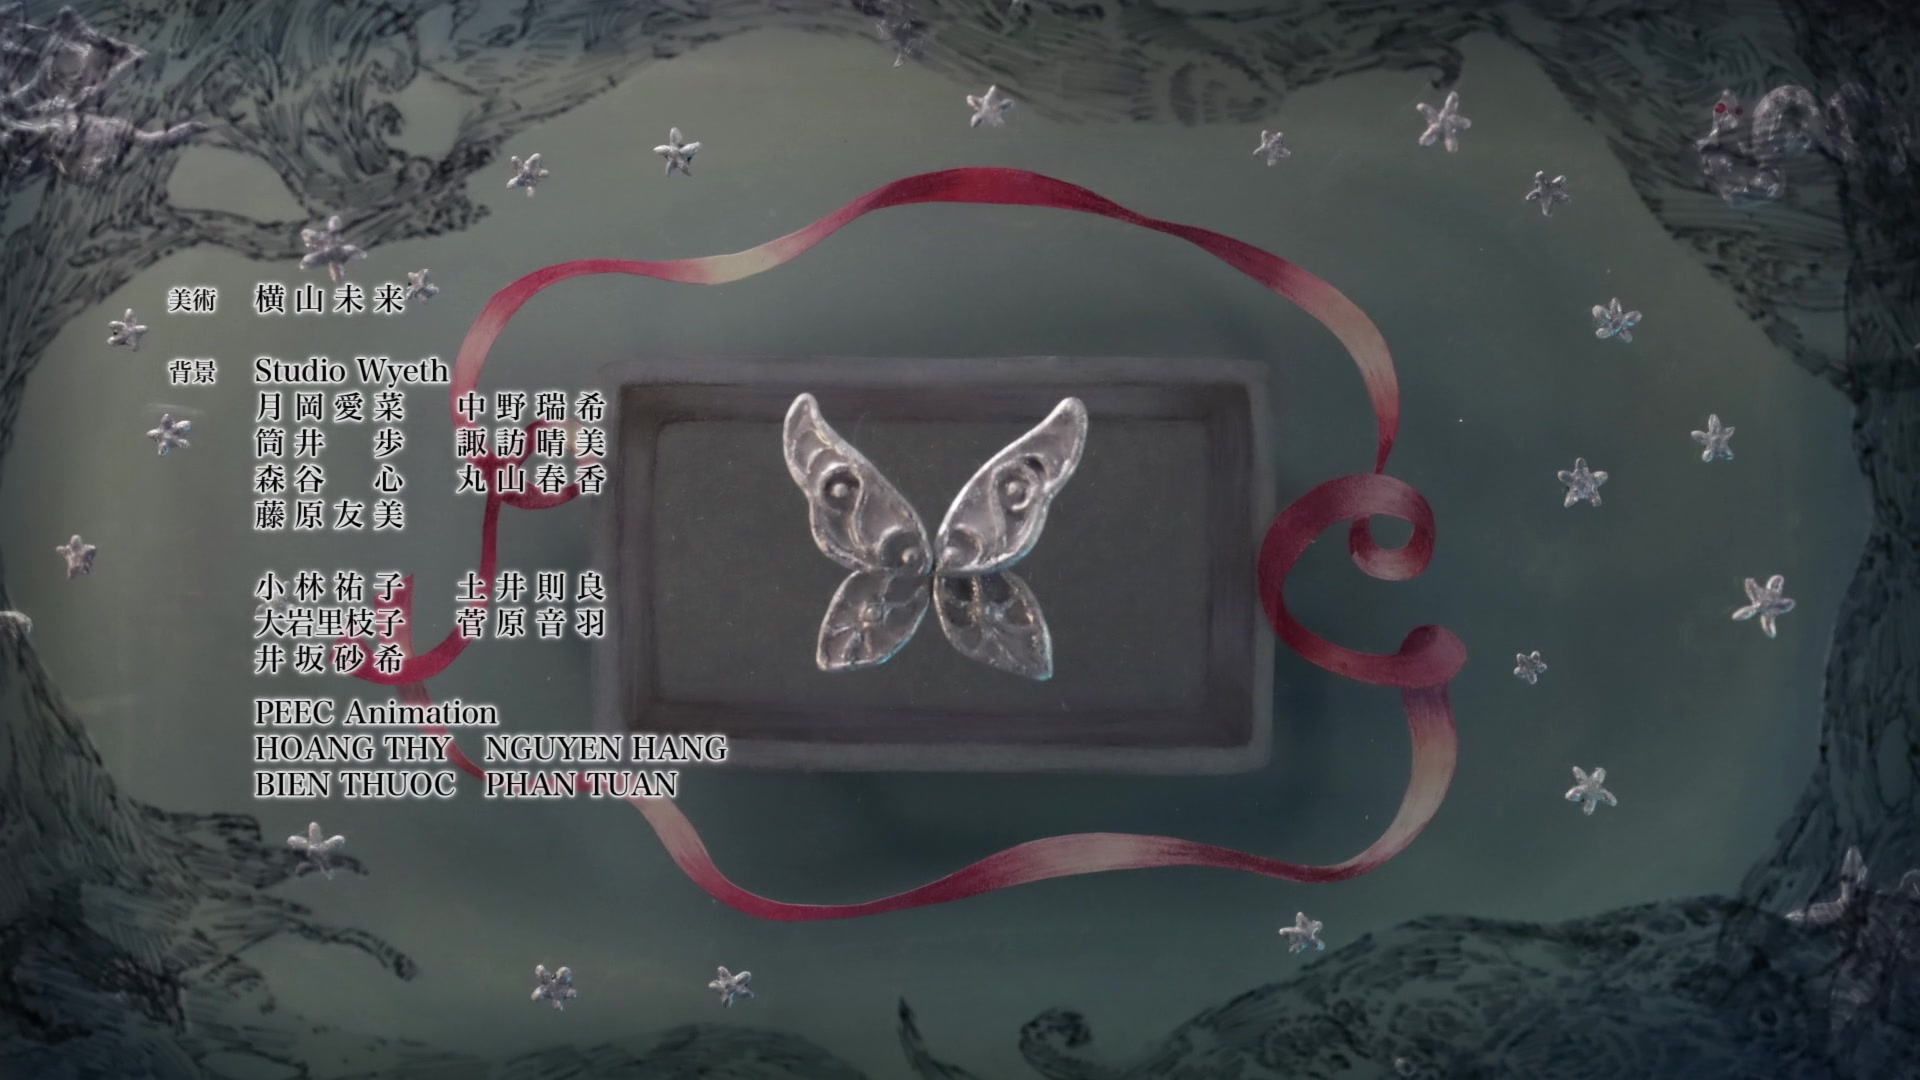 美術 横山未来
背景 Studio Wyeth
月岡愛菜 中野瑞希
筒井 歩 諏訪晴美
森谷 心 丸山春香
藤原友美
小林祐子 土井則良
大岩里枝子 菅原音羽
井坂砂希
PEEC Animation
HOANG THY NGUYEN HANG
BIEN THUOC PHAN TUAN